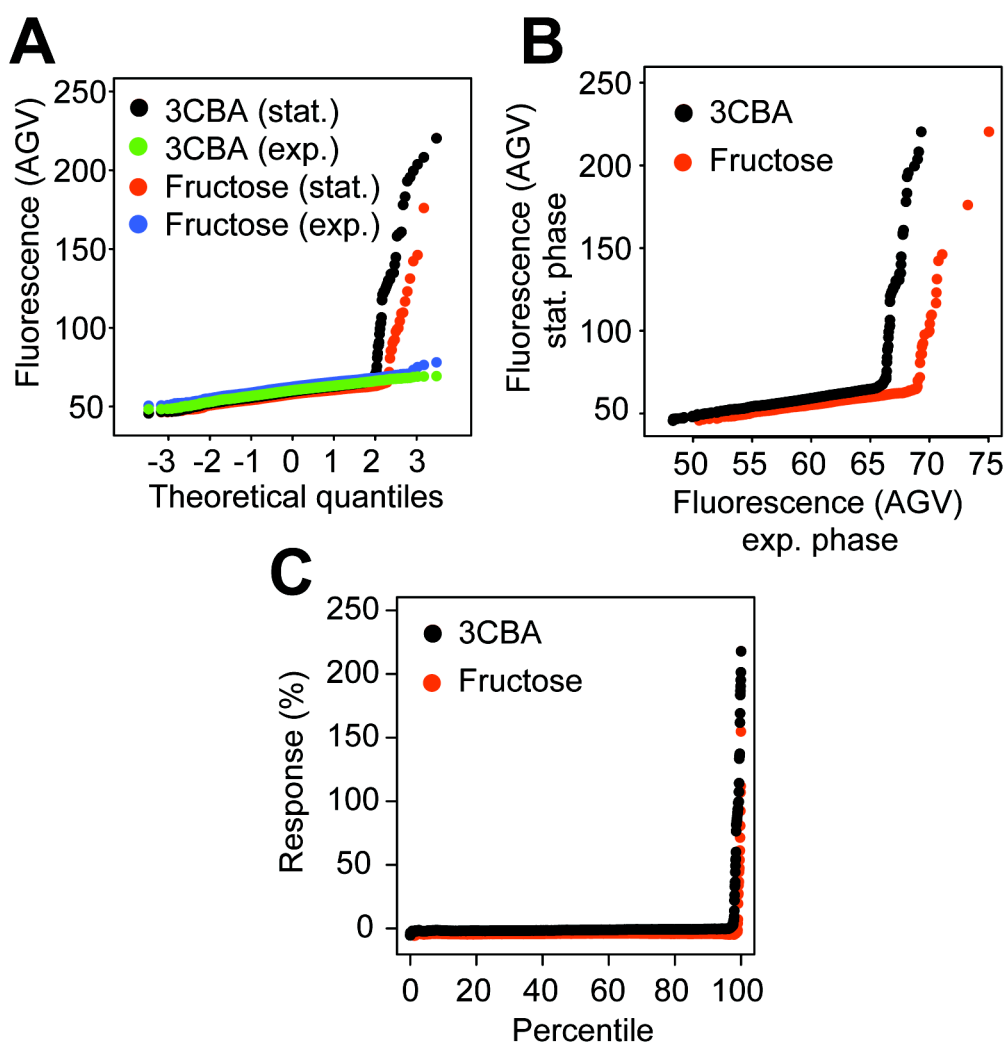 A
Fluorescence (AGV)
250
200
150
100
50
3CBA (stat.)
3CBA (exp.)
Fructose (stat.)
Fructose (exp.)
-3 -2 -1 0 1 2 3
Theoretical quantiles
B
Fluorescence (AGV)
stat. phase
250
200
150
100
50
3CBA
Fructose
50 55 60 65 70 75
Fluorescence (AGV)
exp. phase
C
Response (%)
250
200
150
100
50
0
3CBA
Fructose
0 20 40 60 80 100
Percentile